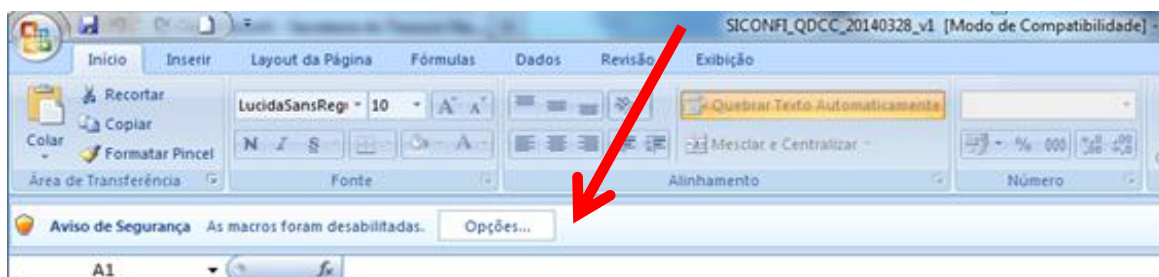 SICONFI_QDCC_20140328_v1 [Modo de Compatibilidade] -
Início Inserir Layout da Página Fórmulas Dados Revisão Exibição
Recortar
Copiar
Colar
Formatar Pincel
Área de Transferência
LucidaSansRegi 10 A A
N I S A
Fonte
Quebrar Texto Automaticamente
Mesclar e Centralizar
Alinhamento
% 000 ,00
Número
Aviso de Segurança As macros foram desabilitadas. Opções...
A1 fx